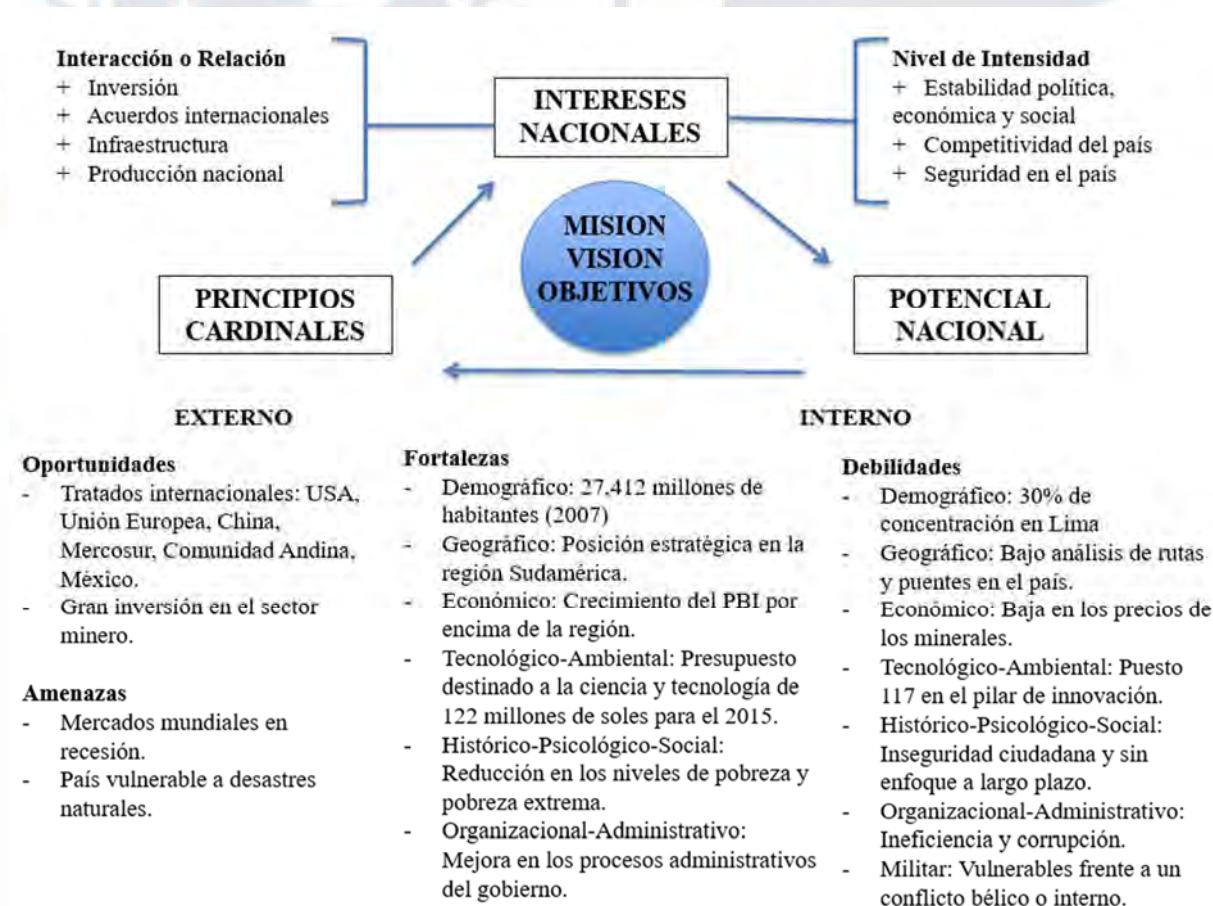 Interacción o Relación
+ Inversión
+ Acuerdos internacionales
+ Infraestructura
+ Producción nacional
INTERESES
NACIONALES
Nivel de Intensidad
+ Estabilidad política,
económica y social
+ Competitividad del país
+ Seguridad en el país
MISION
VISION
OBJETIVOS
PRINCIPIOS
CARDINALES
POTENCIAL
NACIONAL
EXTERNO
INTERNO
Oportunidades
- Tratados internacionales: USA,
Unión Europea, China,
Mercosur, Comunidad Andina,
México.
- Gran inversión en el sector
minero.
Amenazas
- Mercados mundiales en
recesión.
- País vulnerable a desastres
naturales.
Fortalezas
- Demográfico: 27,412 millones de
habitantes (2007)
- Geográfico: Posición estratégica en la
región Sudamérica.
- Económico: Crecimiento del PBI por
encima de la región.
- Tecnológico-Ambiental: Presupuesto
destinado a la ciencia y tecnología de
122 millones de soles para el 2015.
- Histórico-Psicológico-Social:
Reducción en los niveles de pobreza y
pobreza extrema.
- Organizacional-Administrativo:
Mejora en los procesos administrativos
del gobierno.
Debilidades
- Demográfico: 30% de
concentración en Lima
- Geográfico: Bajo análisis de rutas
y puentes en el país.
- Económico: Baja en los precios de
los minerales.
- Tecnológico-Ambiental: Puesto
117 en el pilar de innovación.
- Histórico-Psicológico-Social:
Inseguridad ciudadana y sin
enfoque a largo plazo.
- Organizacional-Administrativo:
Ineficiencia y corrupción.
- Militar: Vulnerables frente a un
conflicto bélico o interno.